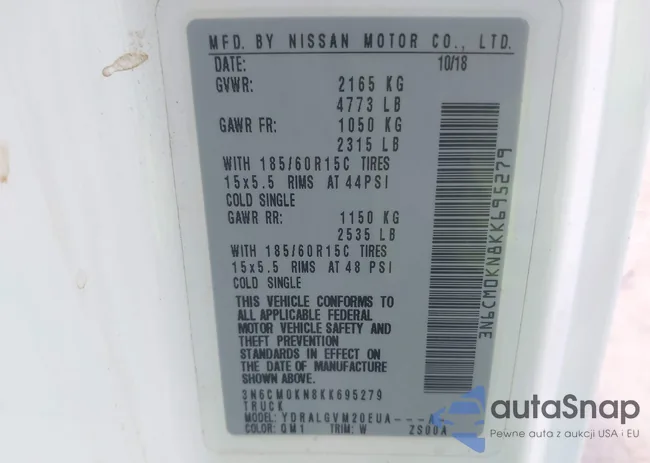 MFD. BY NISSAN MOTOR CO., LTD.
DATE: 10/18
GVWR: 2165 KG
4773 LB
GAWR FR: 1050 KG
2315 LB
WITH 185/60R15C TIRES
15x5.5 RIMS AT 44PSI
COLD SINGLE
GAWR RR: 1150 KG
2535 LB
WITH 185/60R15C TIRES
15x5.5 RIMS AT 48 PSI
COLD SINGLE
THIS VEHICLE CONFORMS TO
ALL APPLICABLE FEDERAL
MOTOR VEHICLE SAFETY AND
THEFT PREVENTION
STANDARDS IN EFFECT ON
THE DATE OF MANUFACTURE
SHOWN ABOVE.
3N6CM0KN8KK695279
TRUCK
MODEL: YDRALGVM20EUA---A
COLOR: QM1 TRIM: W ZS00A
3N6CM0KN8KK695279
autoSnap
Pewne auta z aukcji USA i EU